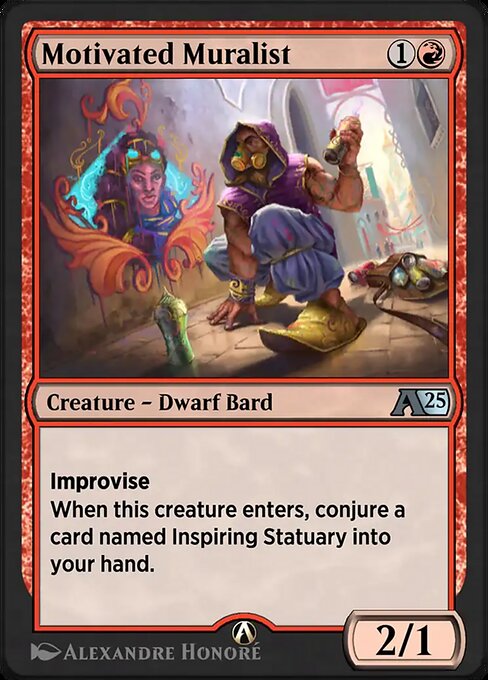 Motivated Muralist 1
Creature – Dwarf Bard A25
Improvise
When this creature enters, conjure a
card named Inspiring Statuary into
your hand.
2/1
A
ALEXANDRE HONORÉ